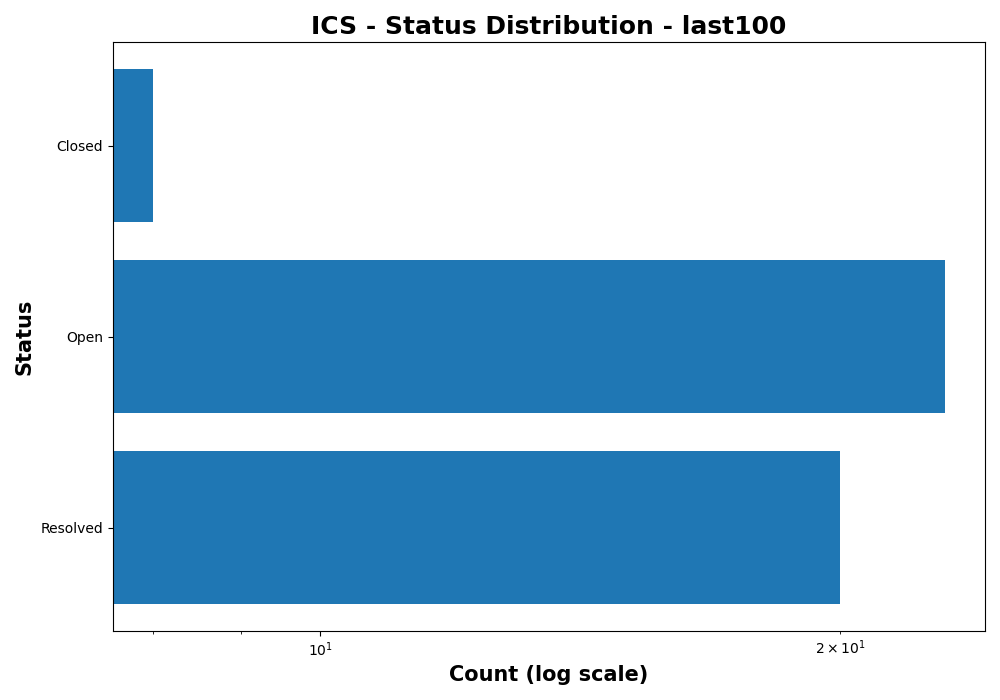 ICS - Status Distribution - last100
Closed
Open
Resolved
Status
10¹
2 × 10¹
Count (log scale)